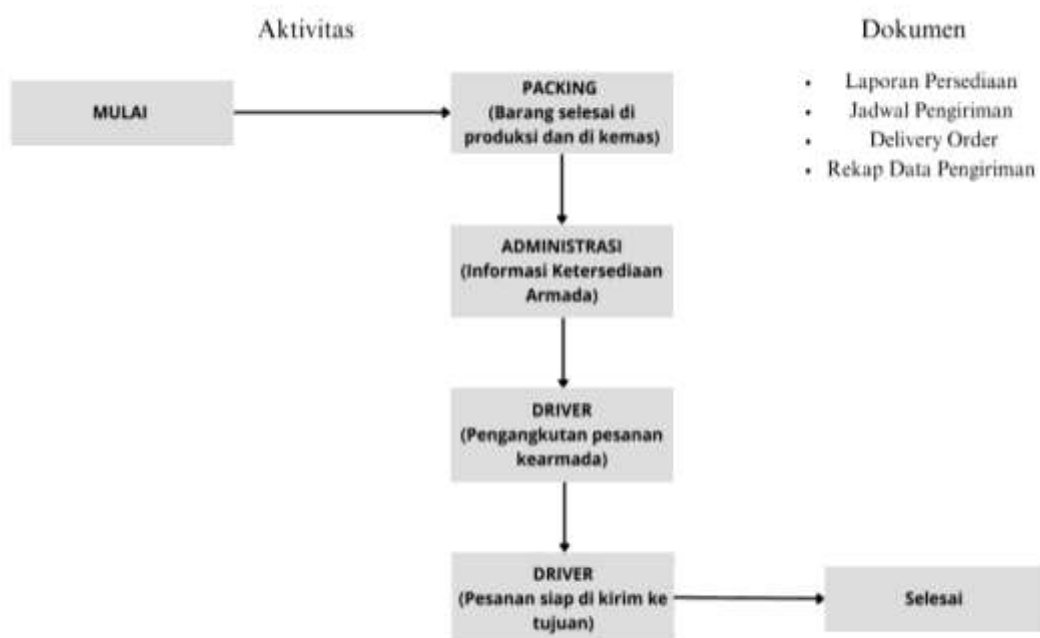 Aktivitas
Dokumen
MULAI
PACKING
(Barang selesai di
produksi dan di kemas)
• Laporan Persediaan
• Jadwal Pengiriman
• Delivery Order
• Rekap Data Pengiriman
ADMINISTRASI
(Informasi Ketersediaan
Armada)
DRIVER
(Pengangkutan pesanan
kearmada)
DRIVER
(Pesanan siap di kirim ke
tujuan)
Selesai